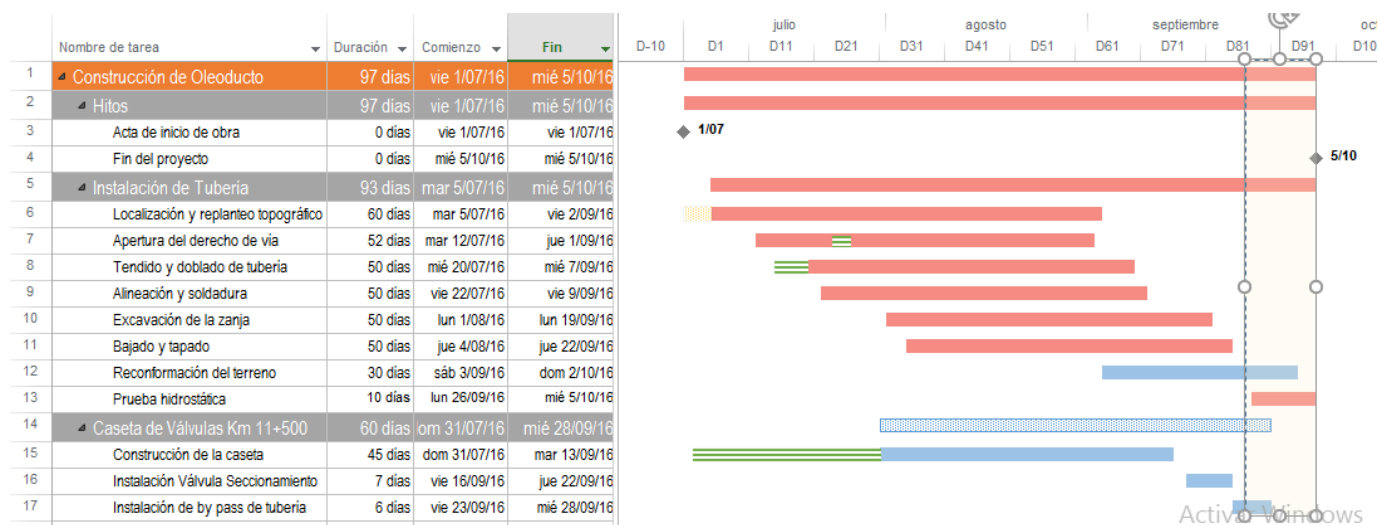 julio agosto septiembre oct
Nombre de tarea Duración Comienzo Fin D-10 D1 D11 D21 D31 D41 D51 D61 D71 D81 D91 D10
1 Construcción de Oleoducto 97 días vie 1/07/16 mié 5/10/16
2 Hitos 97 días vie 1/07/16 mié 5/10/16
3 Acta de inicio de obra 0 días vie 1/07/16 vie 1/07/16 1/07
4 Fin del proyecto 0 días mié 5/10/16 mié 5/10/16 5/10
5 Instalación de Tubería 93 días mar 5/07/16 mié 5/10/16
6 Localización y replanteo topográfico 60 días mar 5/07/16 vie 2/09/16
7 Apertura del derecho de vía 52 días mar 12/07/16 jue 1/09/16
8 Tendido y doblado de tubería 50 días mié 20/07/16 mié 7/09/16
9 Alineación y soldadura 50 días vie 22/07/16 vie 9/09/16
10 Excavación de la zanja 50 días lun 1/08/16 lun 19/09/16
11 Bajado y tapado 50 días jue 4/08/16 jue 22/09/16
12 Reconformación del terreno 30 días sáb 3/09/16 dom 2/10/16
13 Prueba hidrostática 10 días lun 26/09/16 mié 5/10/16
14 Caseta de Válvulas Km 11+500 60 días om 31/07/16 mié 28/09/16
15 Construcción de la caseta 45 días dom 31/07/16 mar 13/09/16
16 Instalación Válvula Seccionamiento 7 días vie 16/09/16 jue 22/09/16
17 Instalación de by pass de tubería 6 días vie 23/09/16 mié 28/09/16
Activar Windows